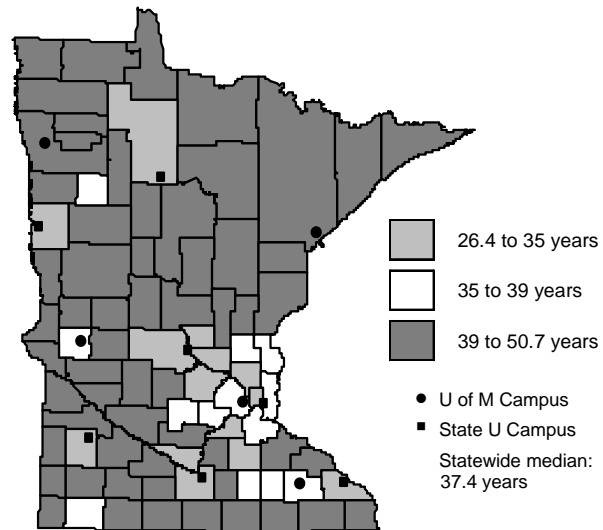 26.4 to 35 years
35 to 39 years
39 to 50.7 years
U of M Campus
State U Campus
Statewide median:
37.4 years